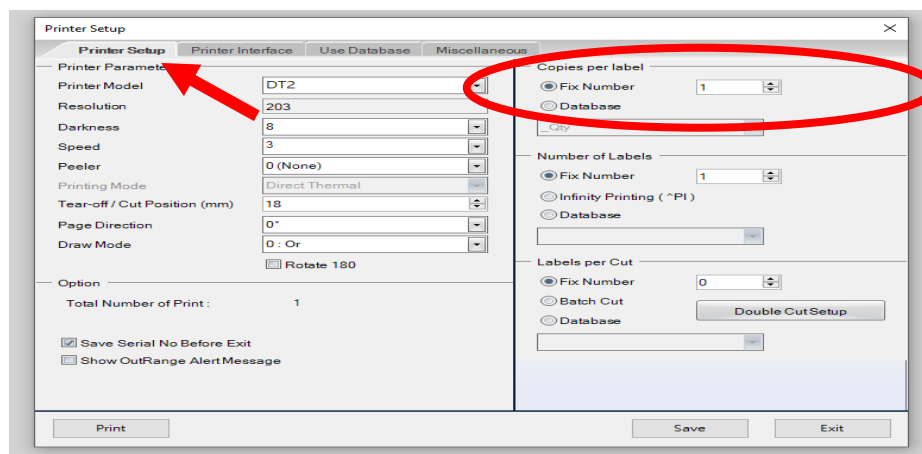 Printer Setup
Printer Setup Printer Interface Use Database Miscellaneous
Printer Paramete
Printer Model DT2
Resolution 203
Darkness 8
Speed 3
Peeler 0 (None)
Printing Mode Direct Thermal
Tear-off / Cut Position (mm) 18
Page Direction 0°
Draw Mode 0 : Or
Rotate 180
Option
Total Number of Print : 1
Save Serial No Before Exit
Show OutRange Alert Message
Copies per label
Fix Number 1
Database
_Qty
Number of Labels
Fix Number 1
Infinity Printing ( ^PI )
Database
Labels per Cut
Fix Number 0
Batch Cut
Double Cut Setup
Database
Print Save Exit